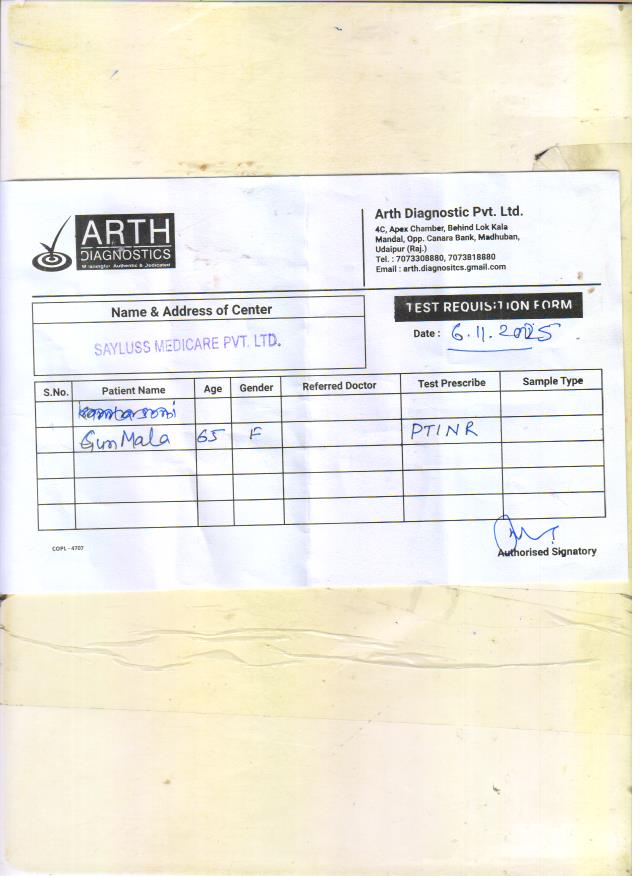 ARTH
DIAGNOSTICS
Arth Diagnostic Pvt. Ltd.
4C, Apex Chamber, Behind Lok Kala
Mandal, Opp. Canara Bank, Madhuban,
Udaipur (Raj.)
Tel. : 7073308880, 7073818880
Email : arth.diagnositcs.gmail.com
Name & Address of Center
SAYLUSS MEDICARE PVT. LTD.
TEST REQUISITION FORM
Date : 6.11.2025
S.No. Patient Name Age Gender Referred Doctor Test Prescribe Sample Type
Gun Mala 65 F PTINR
Authorised Signatory
COPL - 4707